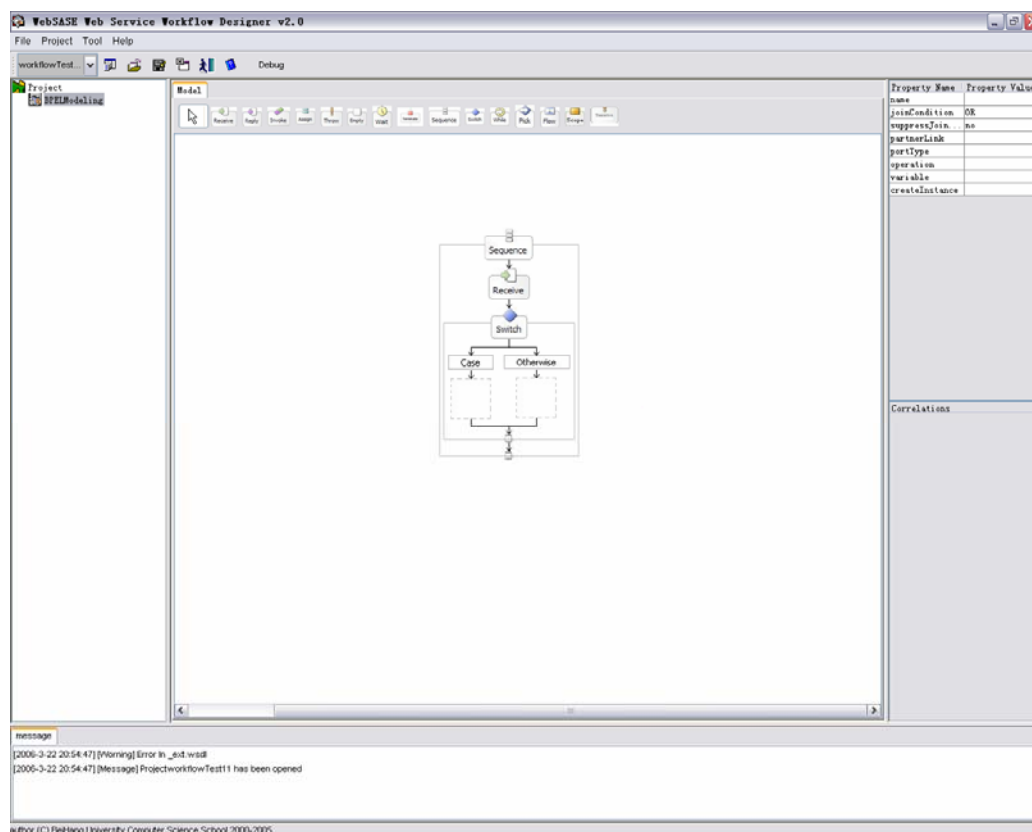 WebSASE Web Service Workflow Designer v2.0
File Project Tool Help
workflowTest... Debug
Project
BPELModeling
Model
Receive Reply Invoke Assign Throw Empty Wait Sequence Switch While Pick Flow Scope
Property Name Property Value
name
joinCondition OR
suppressJoin... no
partnerLink
portType
operation
variable
createInstance
Sequence
Receive
Switch
Case Otherwise
Correlations
message
[2006-3-22 20:54:47] [Warning] Error in _ext.wsdl
[2006-3-22 20:54:47] [Message] ProjectworkflowTest11 has been opened
author (C) BeiHang University Computer Science School 2000-2005